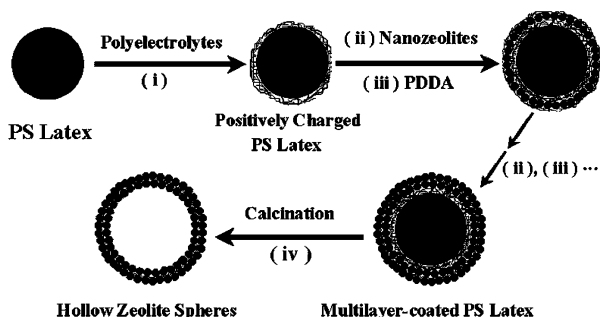 Polyelectrolytes
( i )
PS Latex
Positively Charged
PS Latex
( ii ) Nanozeolites
( iii ) PDDA
( ii ), ( iii ) ···
Calcination
( iv )
Hollow Zeolite Spheres
Multilayer-coated PS Latex